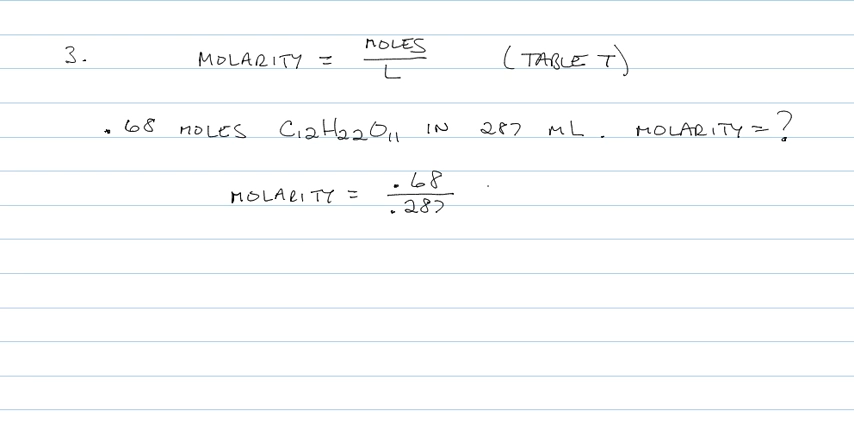 3. MOLARITY = MOLES / L (TABLE T)
.68 MOLES C12H22O11 IN 287 ML. MOLARITY = ?
MOLARITY = .68 / .287